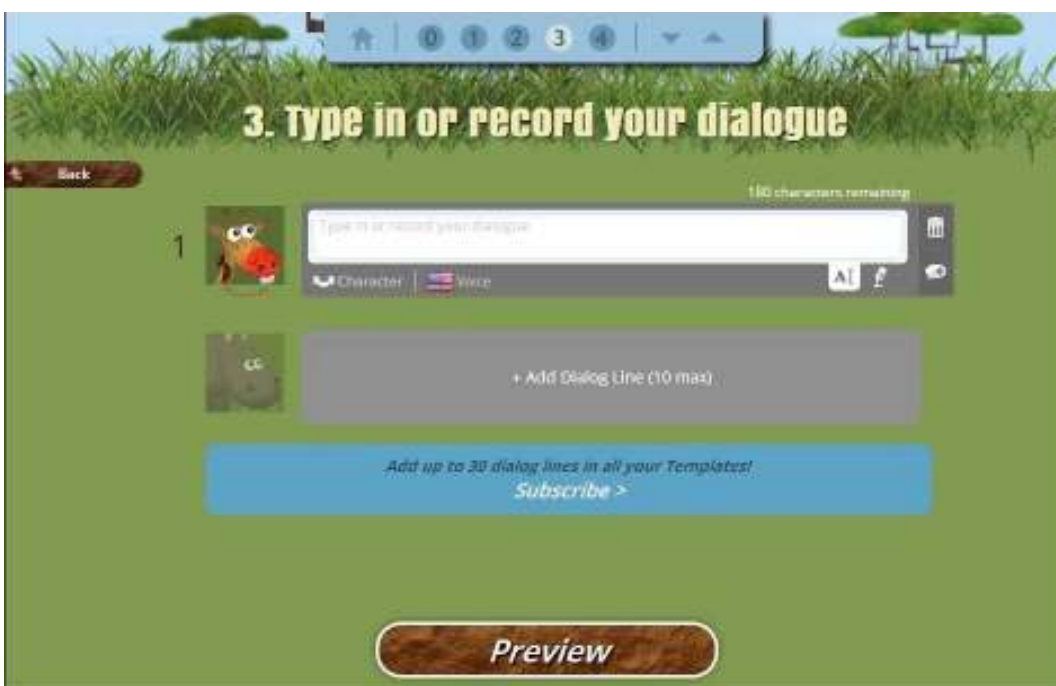 0 1 2 3 4
3. Type in or record your dialogue
Back
180 characters remaining
1
Type in or record your dialogue
Character
Voice
AI
+ Add Dialog Line (10 max)
Add up to 30 dialog lines in all your Templates!
Subscribe >
Preview